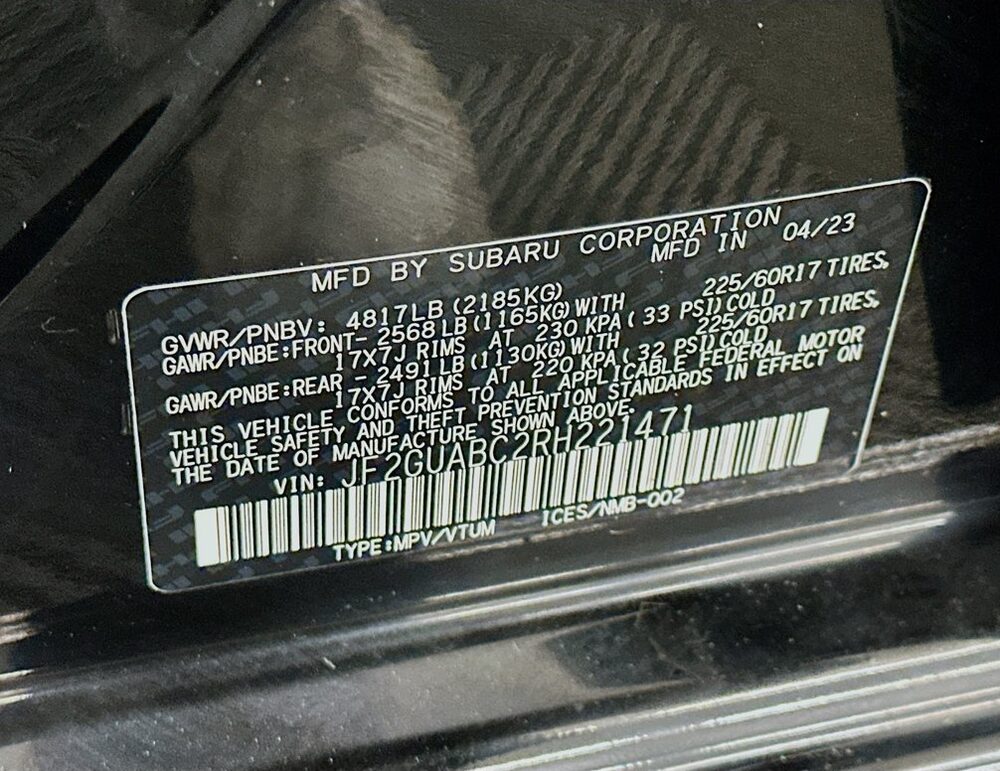 MFD BY SUBARU CORPORATION
MFD IN 04/23
GVWR/PNBV: 4817LB (2185KG)
GAWR/PNBE:FRONT- 2568LB (1165KG)WITH 225/60R17 TIRES,
17X7J RIMS AT 230 KPA ( 33 PSI)COLD
GAWR/PNBE:REAR - 2491LB (1130KG)WITH 225/60R17 TIRES,
17X7J RIMS AT 220 KPA ( 32 PSI)COLD
THIS VEHICLE CONFORMS TO ALL APPLICABLE FEDERAL MOTOR
VEHICLE SAFETY AND THEFT PREVENTION STANDARDS IN EFFECT ON
THE DATE OF MANUFACTURE SHOWN ABOVE.
VIN: JF2GUABC2RH221471
TYPE:MPV/VTUM ICES/NMB-002